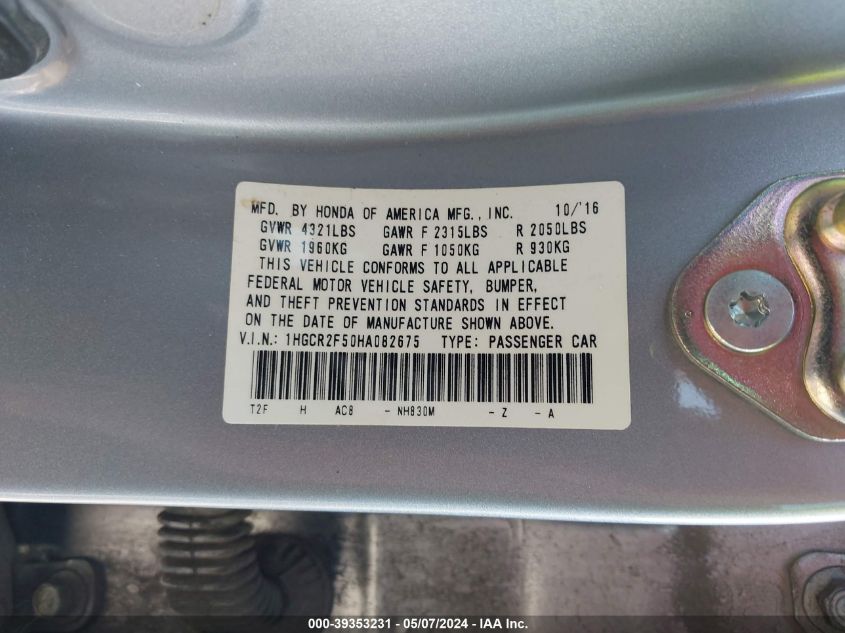 MFD. BY HONDA OF AMERICA MFG., INC. 10/'16
GVWR 4321LBS GAWR F 2315LBS R 2050LBS
GVWR 1960KG GAWR F 1050KG R 930KG
THIS VEHICLE CONFORMS TO ALL APPLICABLE
FEDERAL MOTOR VEHICLE SAFETY, BUMPER,
AND THEFT PREVENTION STANDARDS IN EFFECT
ON THE DATE OF MANUFACTURE SHOWN ABOVE.
V.I.N.: 1HGCR2F50HA082675 TYPE: PASSENGER CAR
T2F H AC8 - NH830M - Z - A
000-39353231 - 05/07/2024 - IAA Inc.